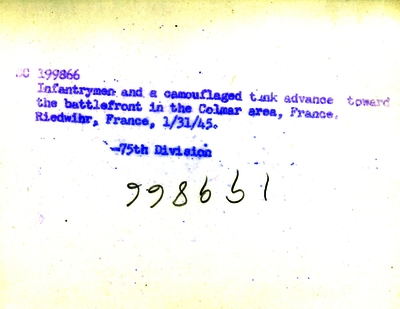 SC 199866
Infantrymen and a camouflaged tank advance toward
the battlefront in the Colmar area, France.
Riedwihr, France, 1/31/45.
-75th Division
199866